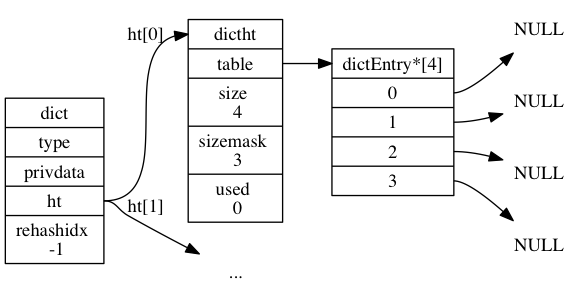 dict
type
privdata
ht
rehashidx
-1
ht[0]
ht[1]
dictht
table
size
4
sizemask
3
used
0
...
dictEntry*[4]
0
1
2
3
NULL
NULL
NULL
NULL